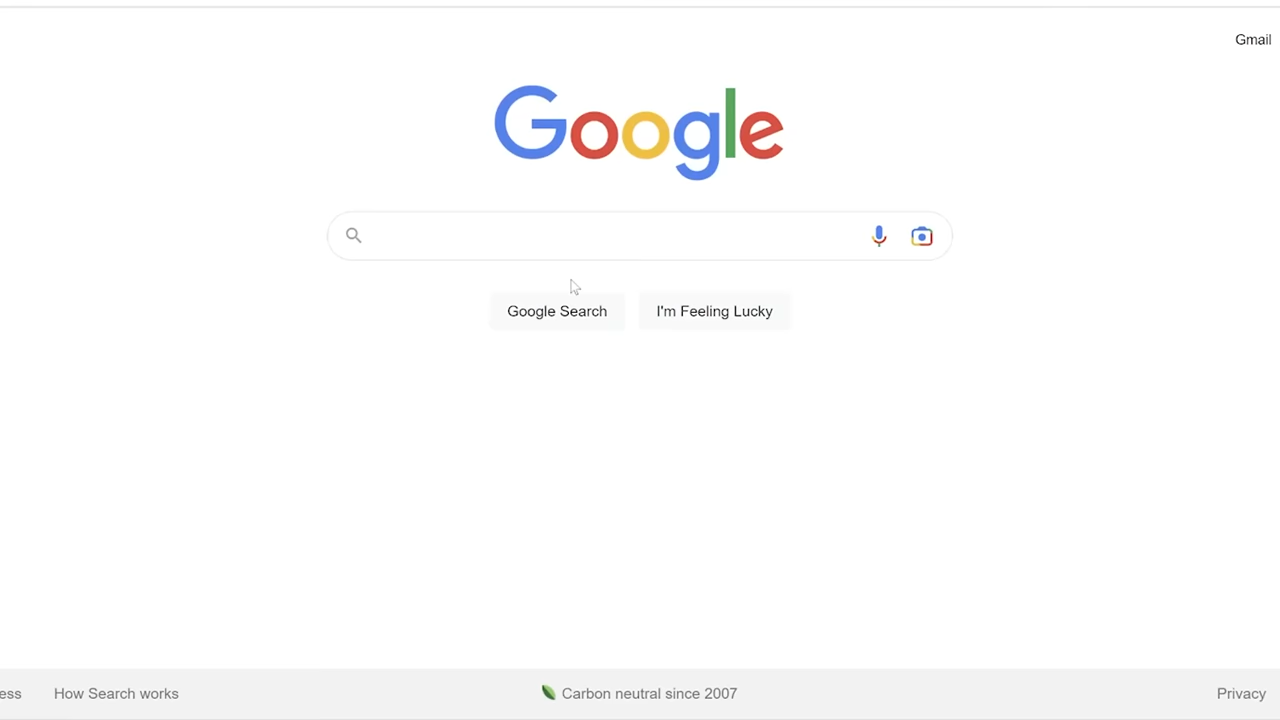 Gmail
Google
Google Search
I'm Feeling Lucky
ess
How Search works
Carbon neutral since 2007
Privacy